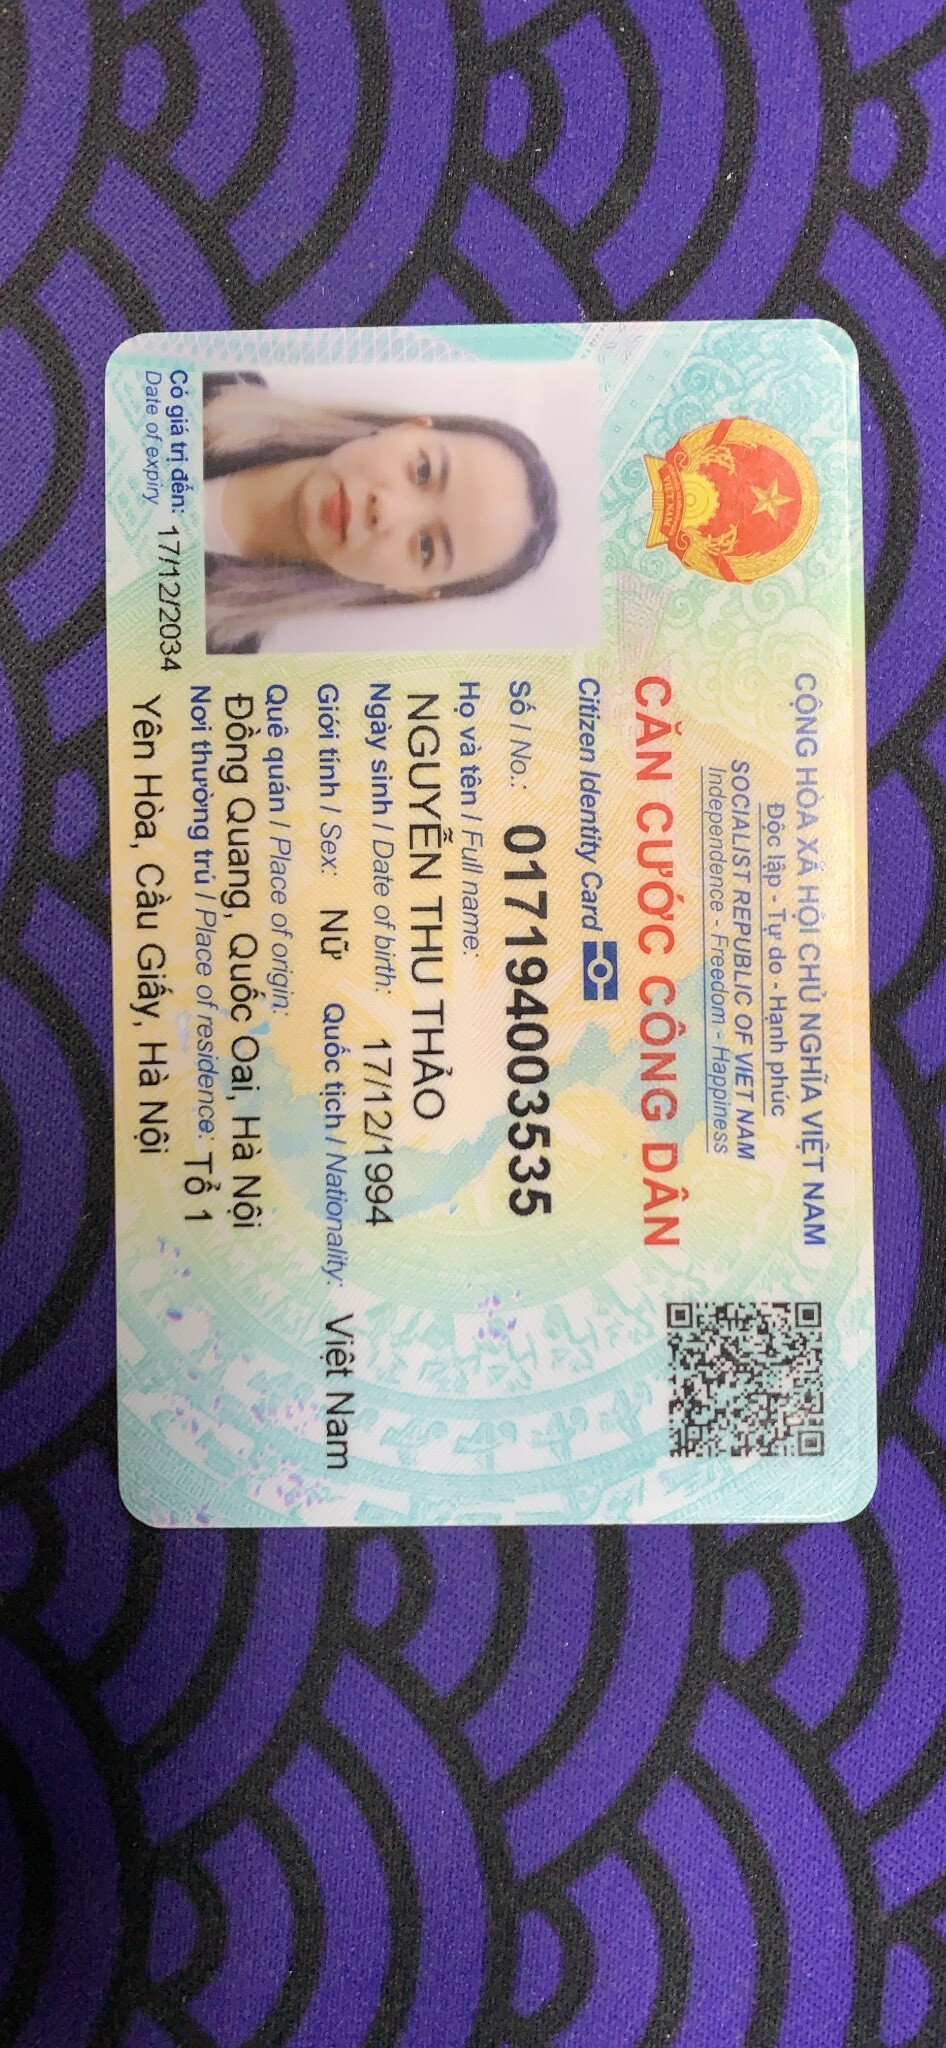 CỘNG HÒA XÃ HỘI CHỦ NGHĨA VIỆT NAM
Độc lập - Tự do - Hạnh phúc
SOCIALIST REPUBLIC OF VIET NAM
Independence - Freedom - Happiness
CĂN CƯỚC CÔNG DÂN
Citizen Identity Card
Số / No.: 017194003535
Họ và tên / Full name:
NGUYỄN THU THẢO
Ngày sinh / Date of birth: 17/12/1994
Giới tính / Sex: Nữ Quốc tịch / Nationality: Việt Nam
Quê quán / Place of origin:
Đồng Quang, Quốc Oai, Hà Nội
Nơi thường trú / Place of residence: Tổ 1
Yên Hòa, Cầu Giấy, Hà Nội
Có giá trị đến: 17/12/2034
Date of expiry
VIỆT NAM